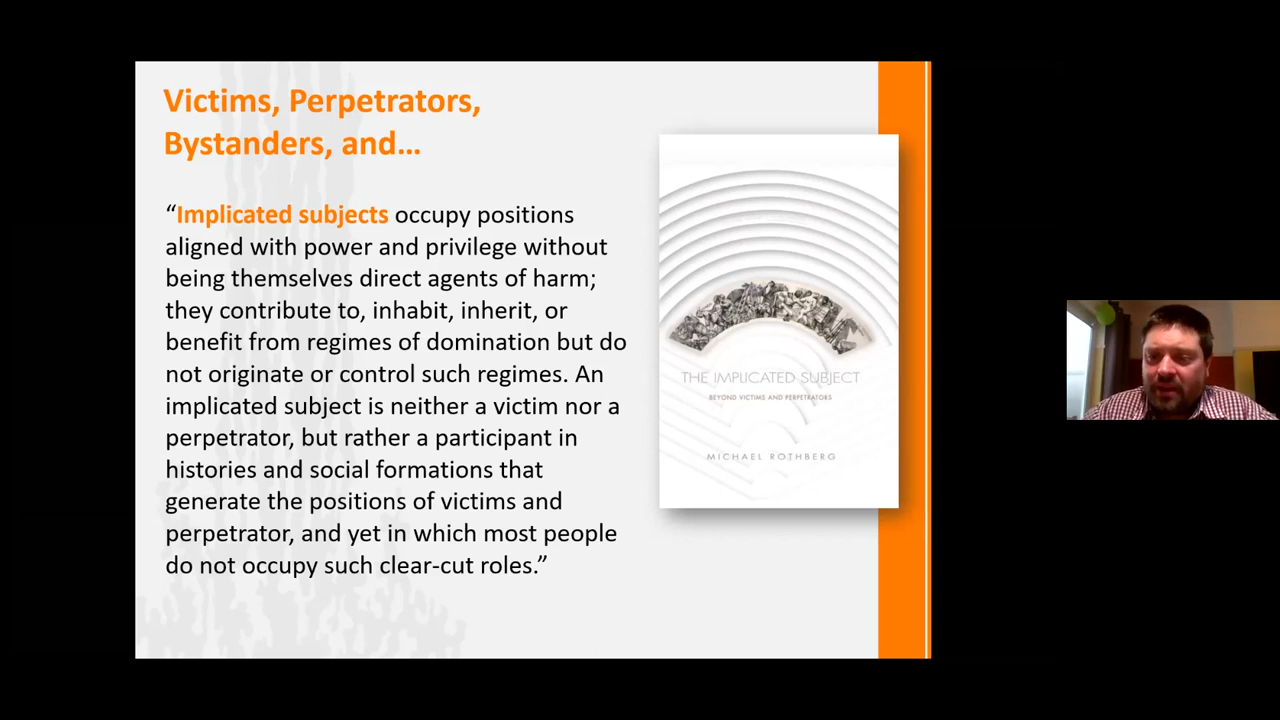 Victims, Perpetrators,
Bystanders, and…
“Implicated subjects occupy positions
aligned with power and privilege without
being themselves direct agents of harm;
they contribute to, inhabit, inherit, or
benefit from regimes of domination but do
not originate or control such regimes. An
implicated subject is neither a victim nor a
perpetrator, but rather a participant in
histories and social formations that
generate the positions of victims and
perpetrator, and yet in which most people
do not occupy such clear-cut roles.”
THE IMPLICATED SUBJECT
BEYOND VICTIMS AND PERPETRATORS
MICHAEL ROTHBERG